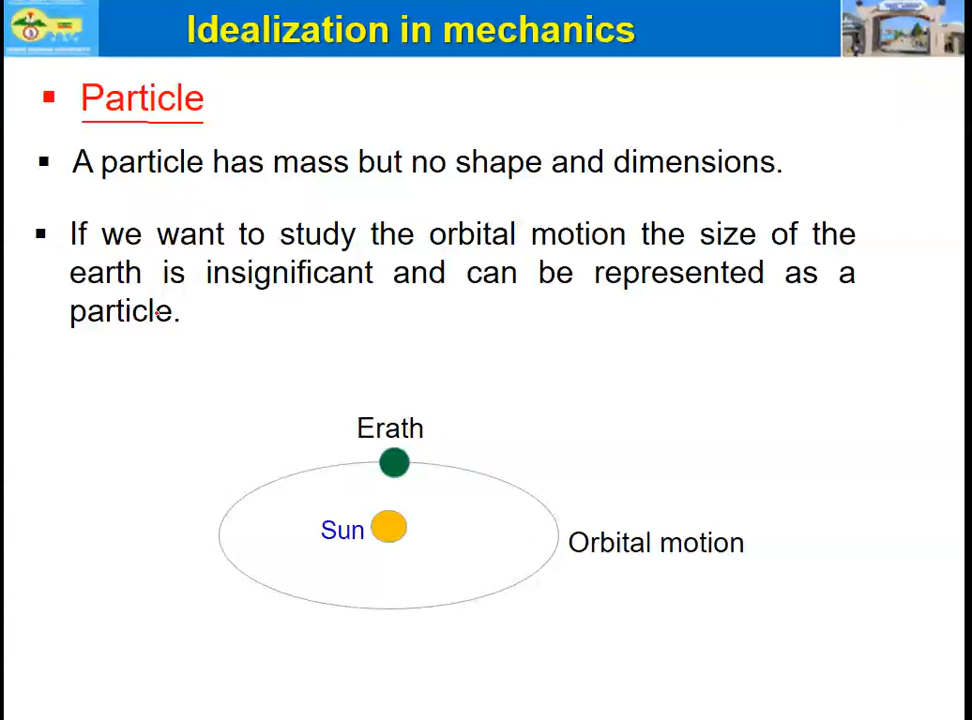 Idealization in mechanics
Particle
A particle has mass but no shape and dimensions.
If we want to study the orbital motion the size of the
earth is insignificant and can be represented as a
particle.
Erath
Sun
Orbital motion